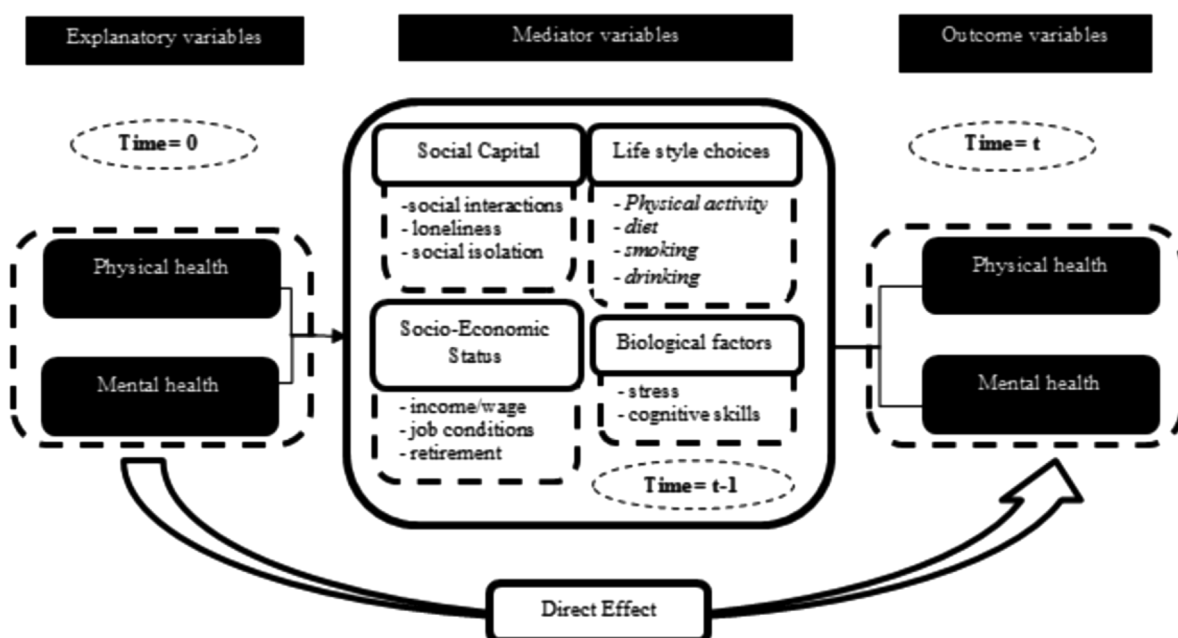 Explanatory variables
Mediator variables
Outcome variables
Time= 0
Time= t
Social Capital
-social interactions
- loneliness
- social isolation
Life style choices
- Physical activity
- diet
- smoking
- drinking
Physical health
Mental health
Socio-Economic
Status
- income/wage
- job conditions
- retirement
Biological factors
- stress
- cognitive skills
Time= t-1
Physical health
Mental health
Direct Effect